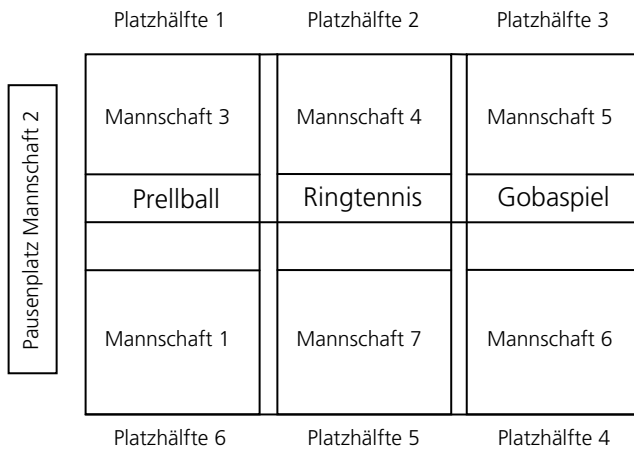 Platzhälfte 1 Platzhälfte 2 Platzhälfte 3
Pausenplatz Mannschaft 2
Mannschaft 3 Mannschaft 4 Mannschaft 5
Prellball Ringtennis Gobaspiel
Mannschaft 1 Mannschaft 7 Mannschaft 6
Platzhälfte 6 Platzhälfte 5 Platzhälfte 4